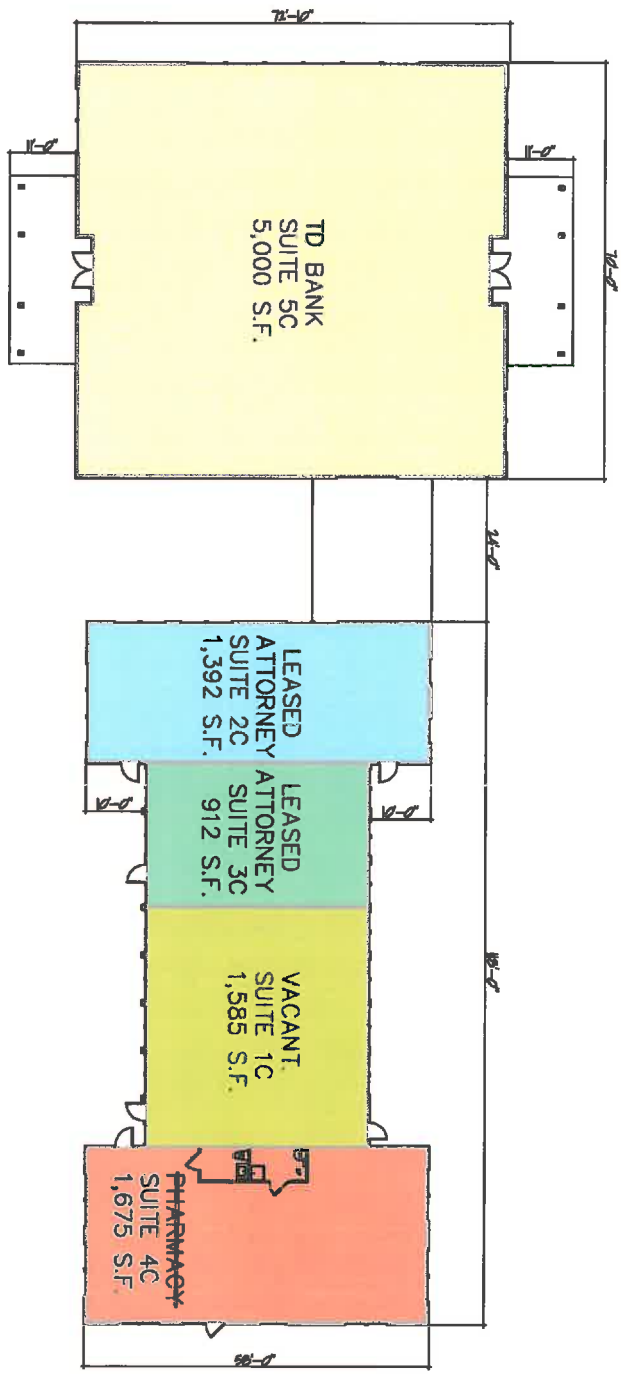 72'-0"
11'-0"
11'-0"
70'-0"
TD BANK
SUITE 5C
5,000 S.F.
24'-0"
LEASED
ATTORNEY
SUITE 2C
1,392 S.F.
10'-0"
10'-0"
LEASED
ATTORNEY
SUITE 3C
912 S.F.
118'-0"
VACANT
SUITE 1C
1,585 S.F.
PHARMACY
SUITE 4C
1,675 S.F.
58'-0"